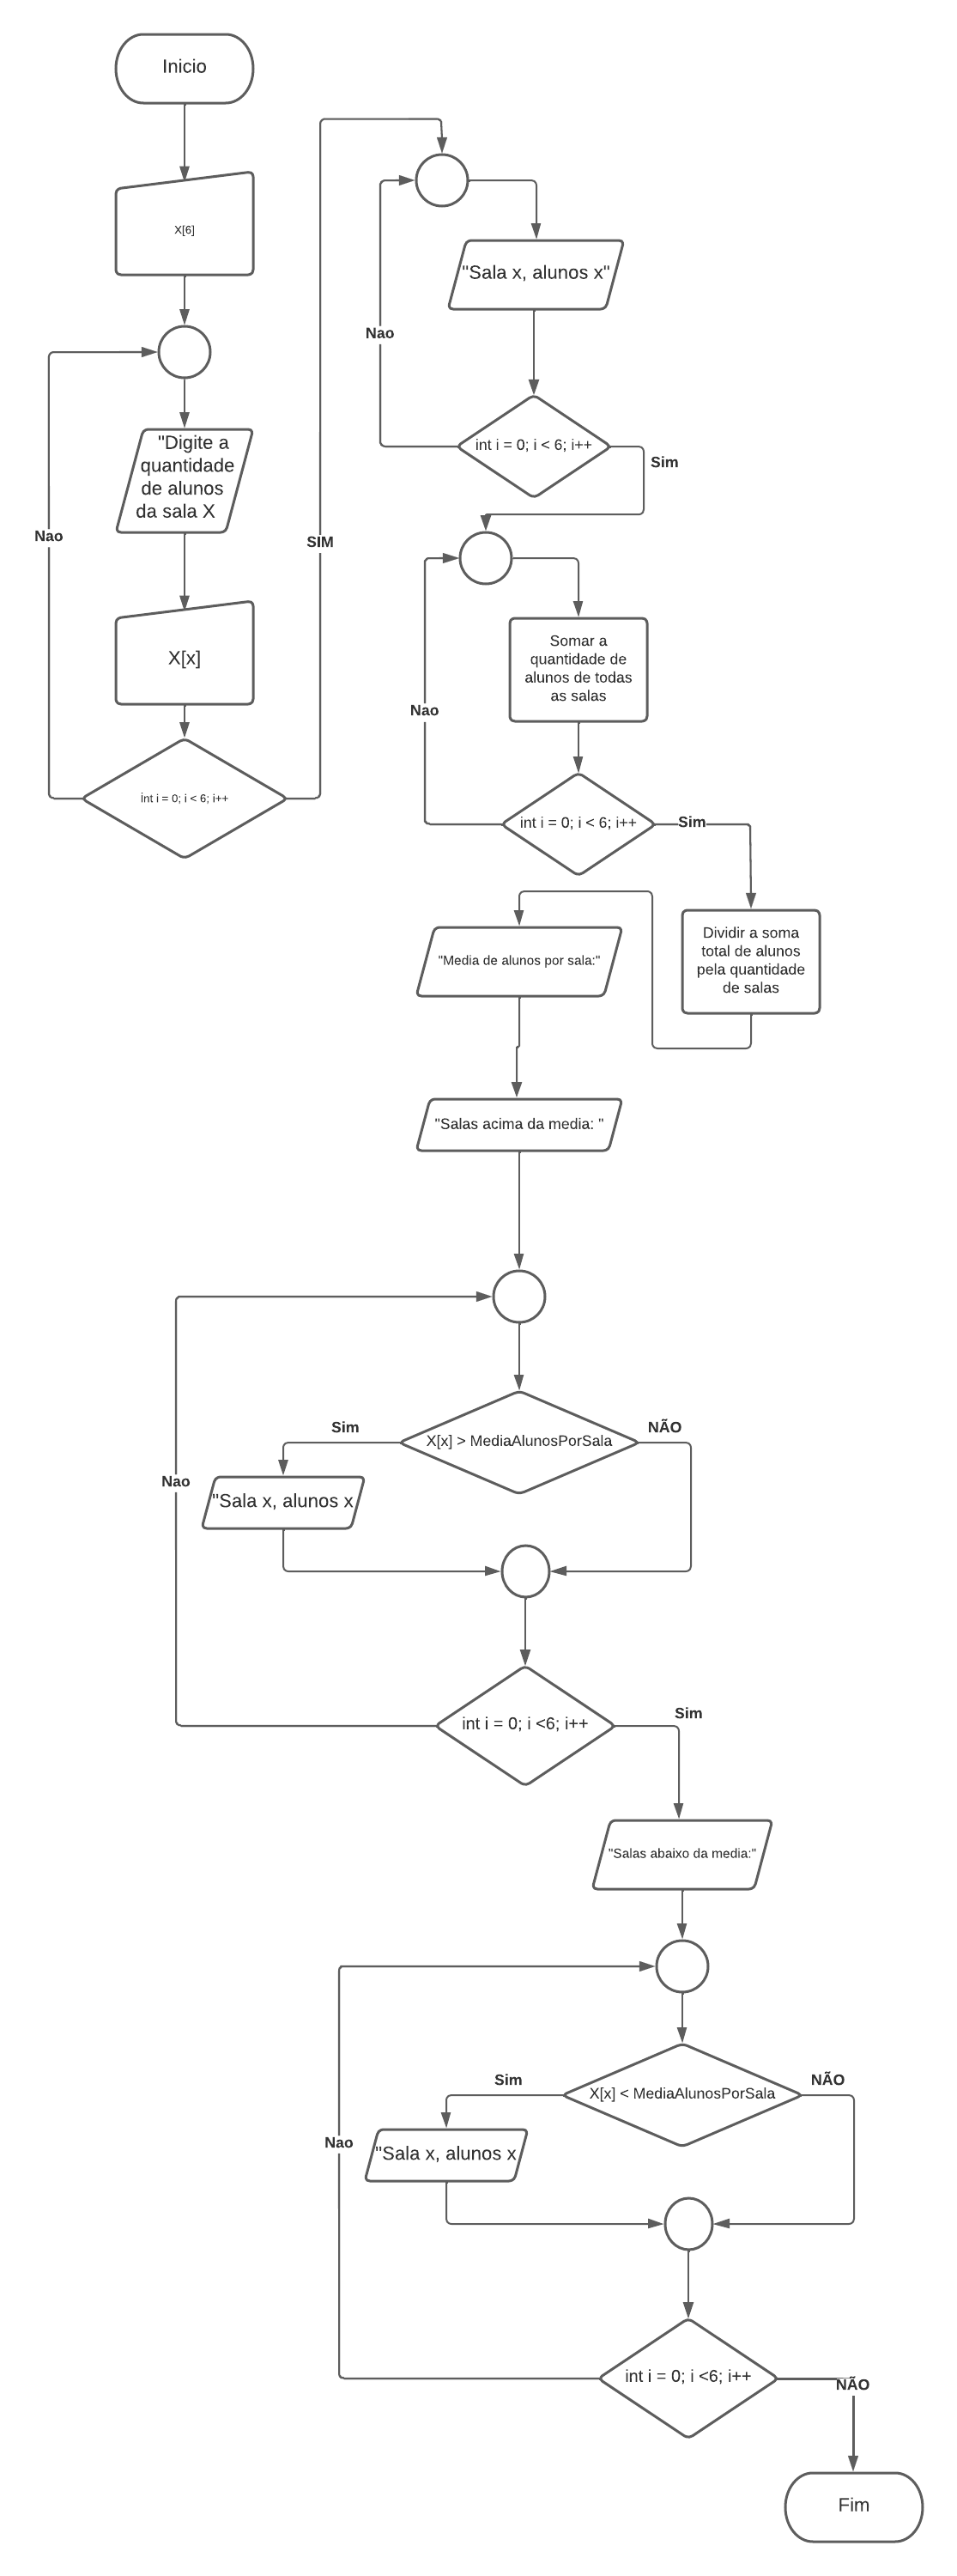 Inicio
X[6]
"Digite a
quantidade
de alunos
da sala X
Nao
X[x]
int i = 0; i < 6; i++
SIM
"Sala x, alunos x"
Nao
int i = 0; i < 6; i++
Sim
Somar a
quantidade de
alunos de todas
as salas
Nao
int i = 0; i < 6; i++
Sim
Dividir a soma
total de alunos
pela quantidade
de salas
"Media de alunos por sala:"
"Salas acima da media: "
X[x] > MediaAlunosPorSala
Sim
NÃO
"Sala x, alunos x
Nao
int i = 0; i <6; i++
Sim
"Salas abaixo da media:"
X[x] < MediaAlunosPorSala
Sim
NÃO
"Sala x, alunos x
Nao
int i = 0; i <6; i++
NÃO
Fim